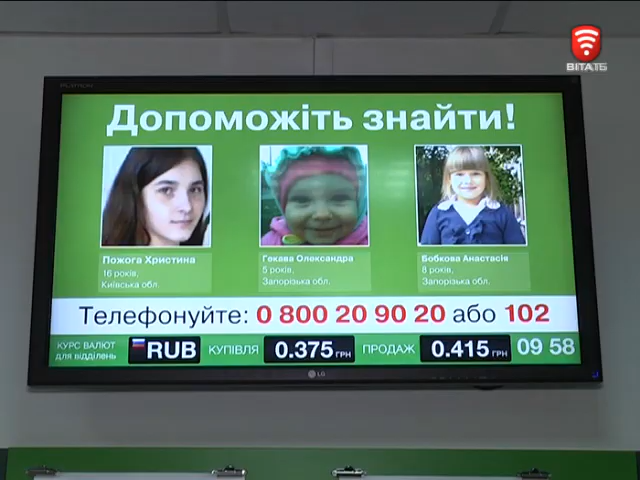 ВІТАТБ
Допоможіть знайти!
Пожога Христина
16 років,
Київська обл.
Гекава Олександра
5 років,
Запорізька обл.
Бобкова Анастасія
8 років,
Запорізька обл.
Телефонуйте: 0 800 20 90 20 або 102
КУРС ВАЛЮТ
для відділень
RUB КУПІВЛЯ 0.375 ГРН ПРОДАЖ 0.415 ГРН 09 58
LG